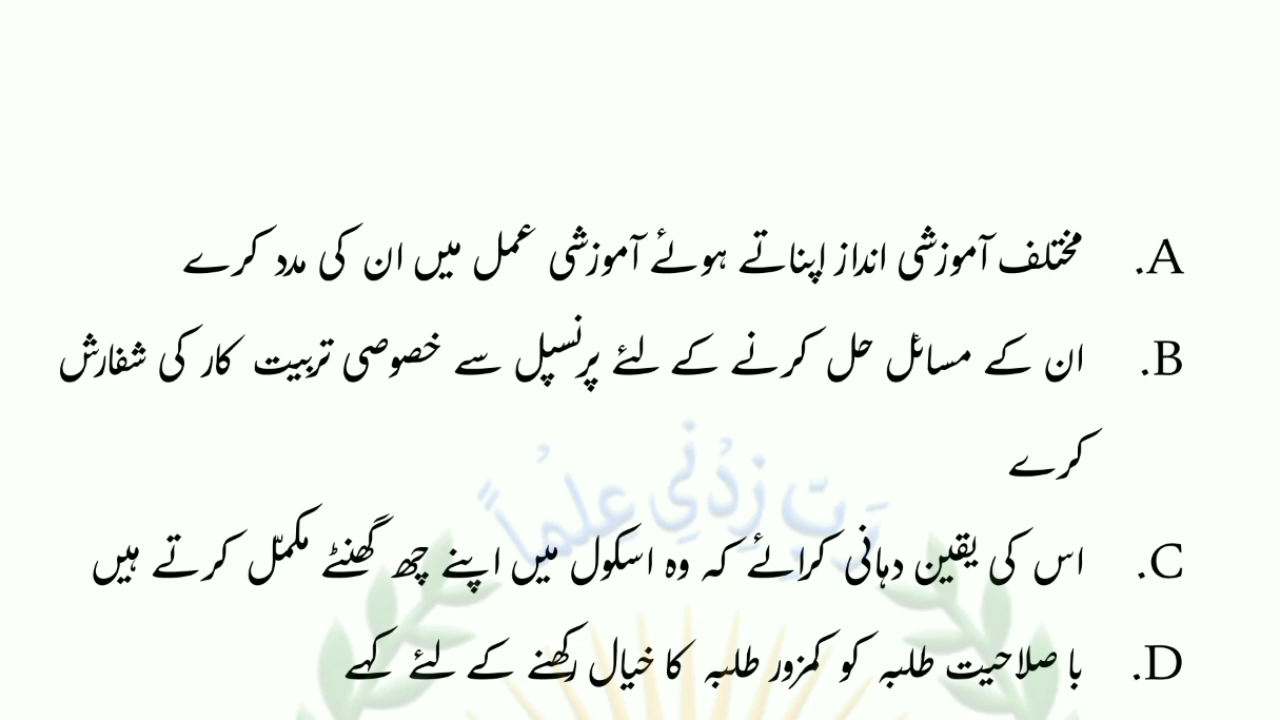 A. مختلف آموزشی انداز اپناتے ہوئے آموزشی عمل میں ان کی مدد کرے
B. ان کے مسائل حل کرنے کے لئے پرنسپل سے خصوصی تربیت کار کی شفارش
کرے
رَبِّ زِدْنِي عِلْماً
C. اس کی یقین دہانی کرائے کہ وہ اسکول میں اپنے چھ گھنٹے مکمّل کرتے ہیں
D. با صلاحیت طلبہ کو کمزور طلبہ کا خیال رکھنے کے لئے کہے